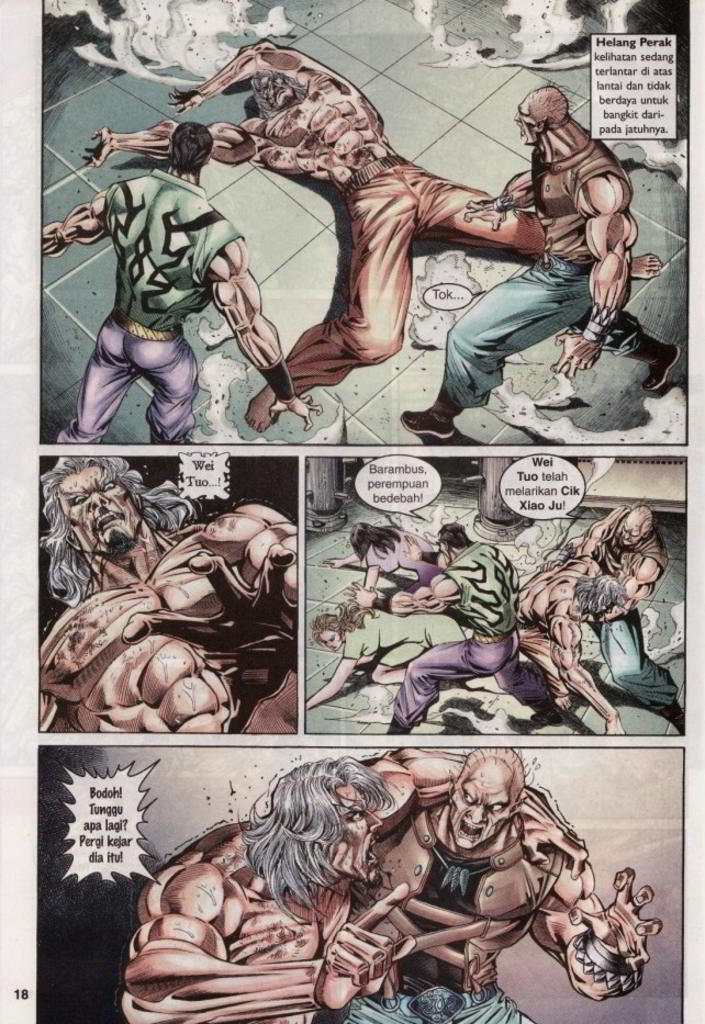 Helang Perak
kelihatan sedang
terlantar di atas
lantai dan tidak
berdaya untuk
bangkit dari-
pada jatuhnya.
Tok...
Wei
Tuo...!
Barambus,
perempuan
bedebah!
Wei
Tuo telah
melarikan Cik
Xiao Ju!
Bodoh!
Tunggu
apa lagi?
Pergi kejar
dia itu!
18